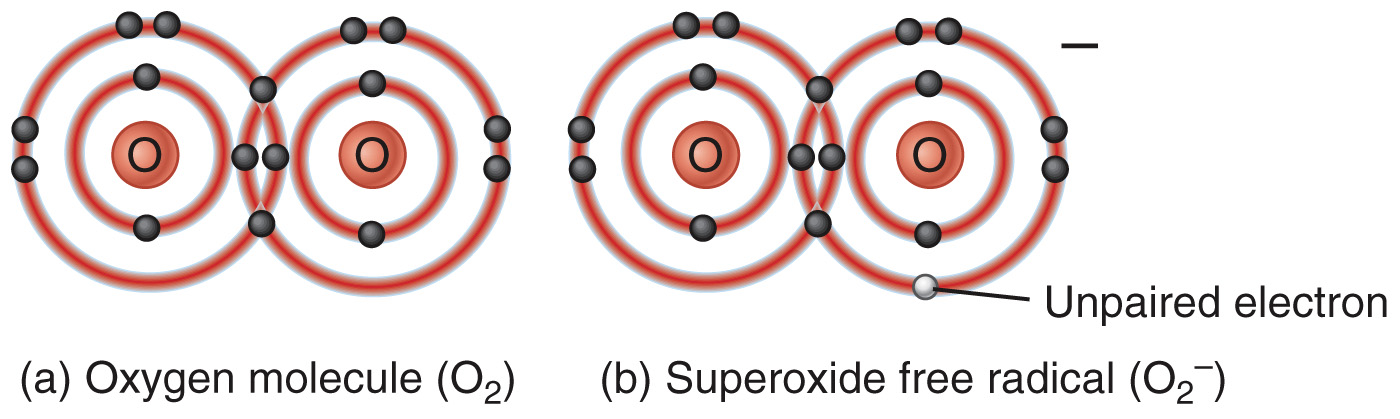 O O O O −
Unpaired electron
(a) Oxygen molecule (O₂) (b) Superoxide free radical (O₂⁻)